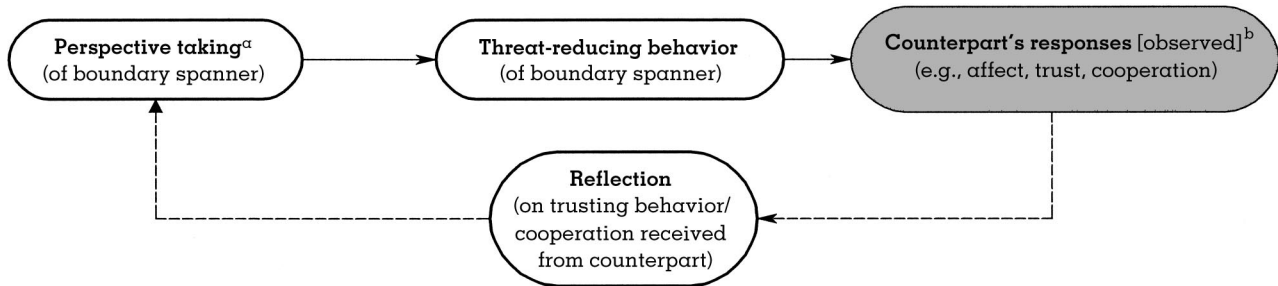 Perspective takingᵃ
(of boundary spanner)
Threat-reducing behavior
(of boundary spanner)
Counterpart's responses [observed]ᵇ
(e.g., affect, trust, cooperation)
Reflection
(on trusting behavior/
cooperation received
from counterpart)